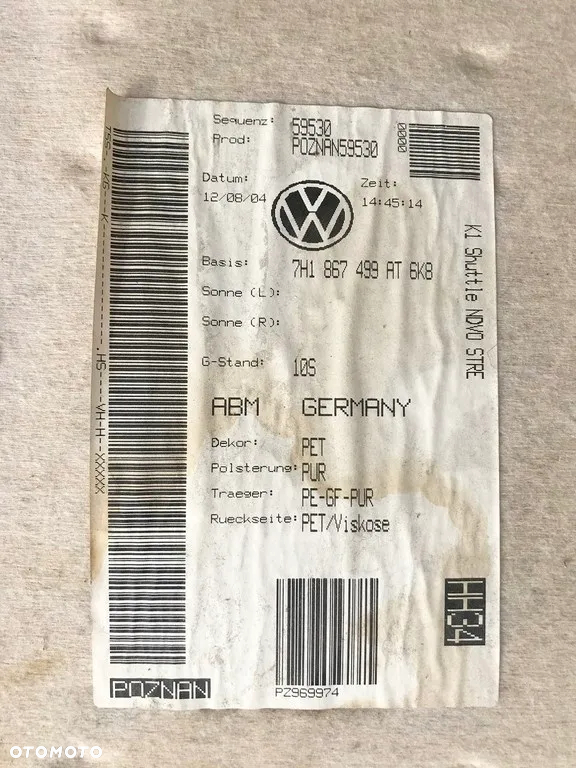 Sequenz: 59530
Prod: POZNAN59530
0000
Datum: Zeit:
12/08/04 14:45:14
Basis: 7H1 867 499 AT 6K8
Sonne (L):
Sonne (R):
G-Stand: 10S
ABM GERMANY
Dekor: PET
Polsterung: PUR
Traeger: PE-GF-PUR
Rueckseite: PET/Viskose
K1 Shuttle NOVO STRE
HH34
POZNAN
PZ969974
OTOMOTO